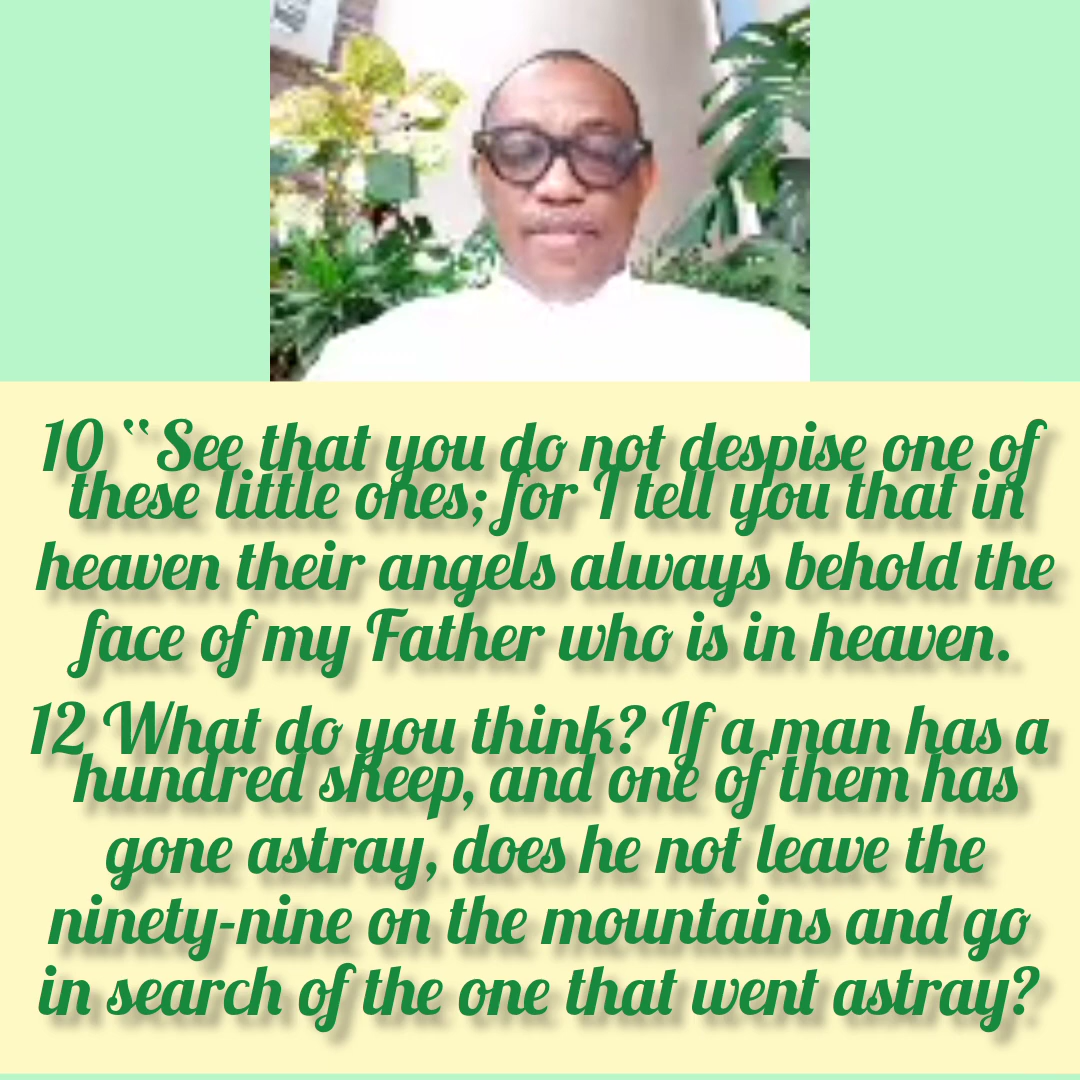 10 “See that you do not despise one of
these little ones; for I tell you that in
heaven their angels always behold the
face of my Father who is in heaven.
12 What do you think? If a man has a
hundred sheep, and one of them has
gone astray, does he not leave the
ninety-nine on the mountains and go
in search of the one that went astray?